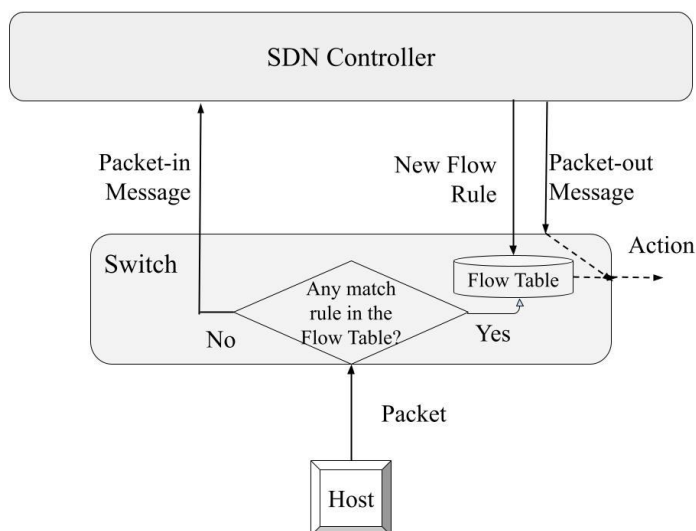 SDN Controller
Packet-in
Message
New Flow
Rule
Packet-out
Message
Action
Switch
Any match
rule in the
Flow Table?
Flow Table
No
Yes
Packet
Host